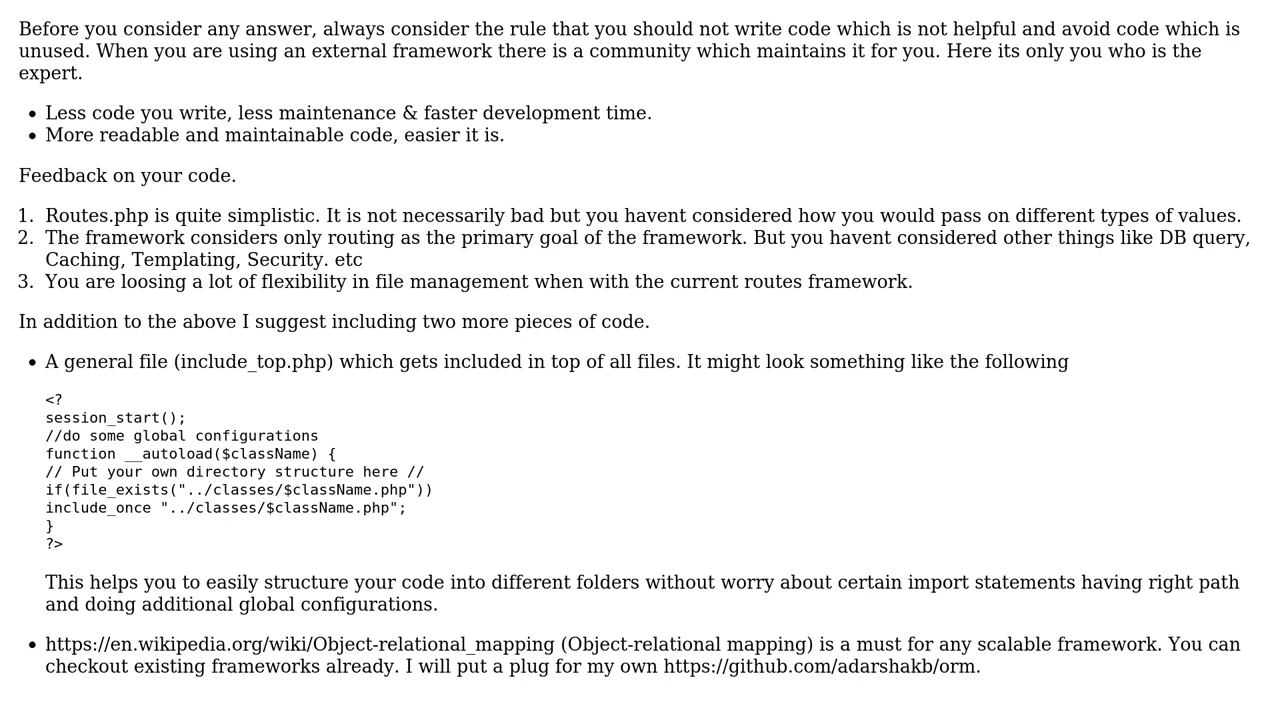 Before you consider any answer, always consider the rule that you should not write code which is not helpful and avoid code which is
unused. When you are using an external framework there is a community which maintains it for you. Here its only you who is the
expert.
• Less code you write, less maintenance & faster development time.
• More readable and maintainable code, easier it is.
Feedback on your code.
1. Routes.php is quite simplistic. It is not necessarily bad but you havent considered how you would pass on different types of values.
2. The framework considers only routing as the primary goal of the framework. But you havent considered other things like DB query,
Caching, Templating, Security. etc
3. You are loosing a lot of flexibility in file management when with the current routes framework.
In addition to the above I suggest including two more pieces of code.
• A general file (include_top.php) which gets included in top of all files. It might look something like the following
<?
session_start();
//do some global configurations
function __autoload($className) {
// Put your own directory structure here //
if(file_exists("../classes/$className.php"))
include_once "../classes/$className.php";
}
?>
This helps you to easily structure your code into different folders without worry about certain import statements having right path
and doing additional global configurations.
• https://en.wikipedia.org/wiki/Object-relational_mapping (Object-relational mapping) is a must for any scalable framework. You can
checkout existing frameworks already. I will put a plug for my own https://github.com/adarshakb/orm.